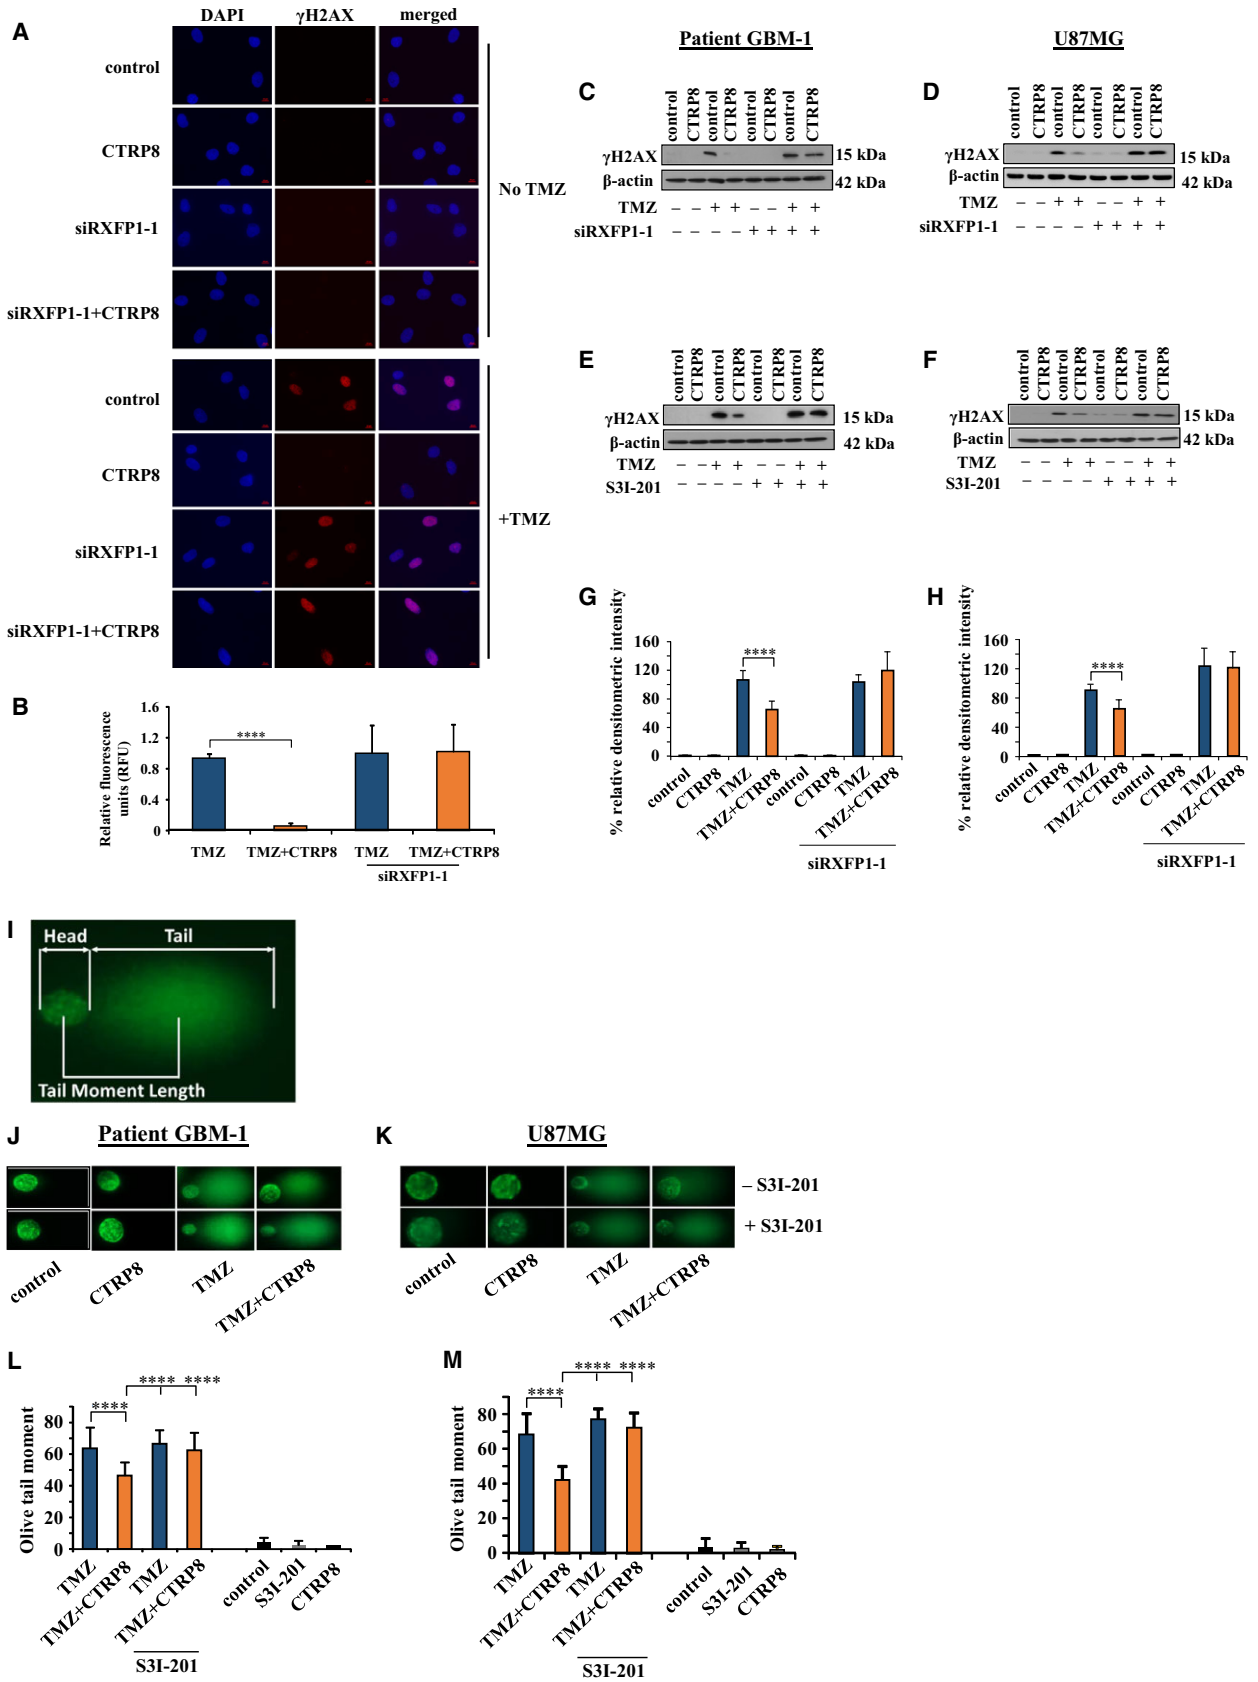 A
DAPI γH2AX merged
control
CTRP8
siRXFP1-1
siRXFP1-1+CTRP8
No TMZ
control
CTRP8
siRXFP1-1
siRXFP1-1+CTRP8
+TMZ
B
Relative fluorescence
units (RFU)
1.6
1.2
0.8
0.4
0
****
TMZ TMZ+CTRP8 TMZ TMZ+CTRP8
siRXFP1-1
Patient GBM-1
U87MG
C
control CTRP8 control CTRP8 control CTRP8 control CTRP8
γH2AX 15 kDa
β-actin 42 kDa
TMZ – – + + – – + +
siRXFP1-1 – – – – + + + +
D
control CTRP8 control CTRP8 control CTRP8 control CTRP8
γH2AX 15 kDa
β-actin 42 kDa
TMZ – – + + – – + +
siRXFP1-1 – – – – + + + +
E
control CTRP8 control CTRP8 control CTRP8 control CTRP8
γH2AX 15 kDa
β-actin 42 kDa
TMZ – – + + – – + +
S3I-201 – – – – + + + +
F
control CTRP8 control CTRP8 control CTRP8 control CTRP8
γH2AX 15 kDa
β-actin 42 kDa
TMZ – – + + – – + +
S3I-201 – – – – + + + +
G
% relative densitometric intensity
160
120
80
40
0
****
control CTRP8 TMZ TMZ+CTRP8 control CTRP8 TMZ TMZ+CTRP8
siRXFP1-1
H
% relative densitometric intensity
160
120
80
40
0
****
control CTRP8 TMZ TMZ+CTRP8 control CTRP8 TMZ TMZ+CTRP8
siRXFP1-1
I
Head Tail
Tail Moment Length
J
Patient GBM-1
control CTRP8 TMZ TMZ+CTRP8
K
U87MG
– S3I-201
+ S3I-201
control CTRP8 TMZ TMZ+CTRP8
L
Olive tail moment
80
60
40
20
0
**** **** ****
TMZ TMZ+CTRP8 TMZ TMZ+CTRP8 control S3I-201 CTRP8
S3I-201
M
Olive tail moment
80
60
40
20
0
**** **** ****
TMZ TMZ+CTRP8 TMZ TMZ+CTRP8 control S3I-201 CTRP8
S3I-201